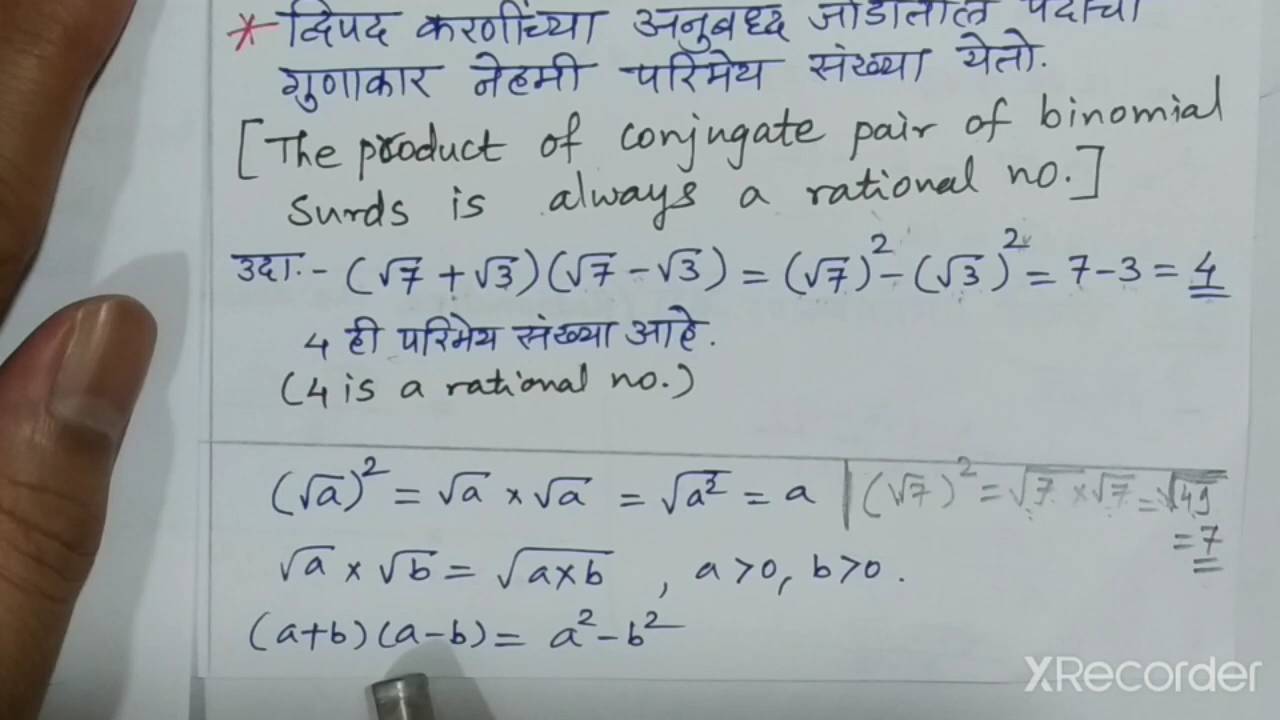 * द्विपद करणींच्या अनुबध्द जोडीतील पदांचा
गुणाकार नेहमी परिमेय संख्या येतो.
[The product of conjugate pair of binomial
surds is always a rational no.]
उदा.- (√7 + √3)(√7 - √3) = (√7)² - (√3)² = 7 - 3 = 4
4 ही परिमेय संख्या आहे.
(4 is a rational no.)
(√a)² = √a × √a = √a² = a | (√7)² = √7 × √7 = √49
= 7
√a × √b = √a×b , a>0, b>0.
(a+b)(a-b) = a² - b²
XRecorder